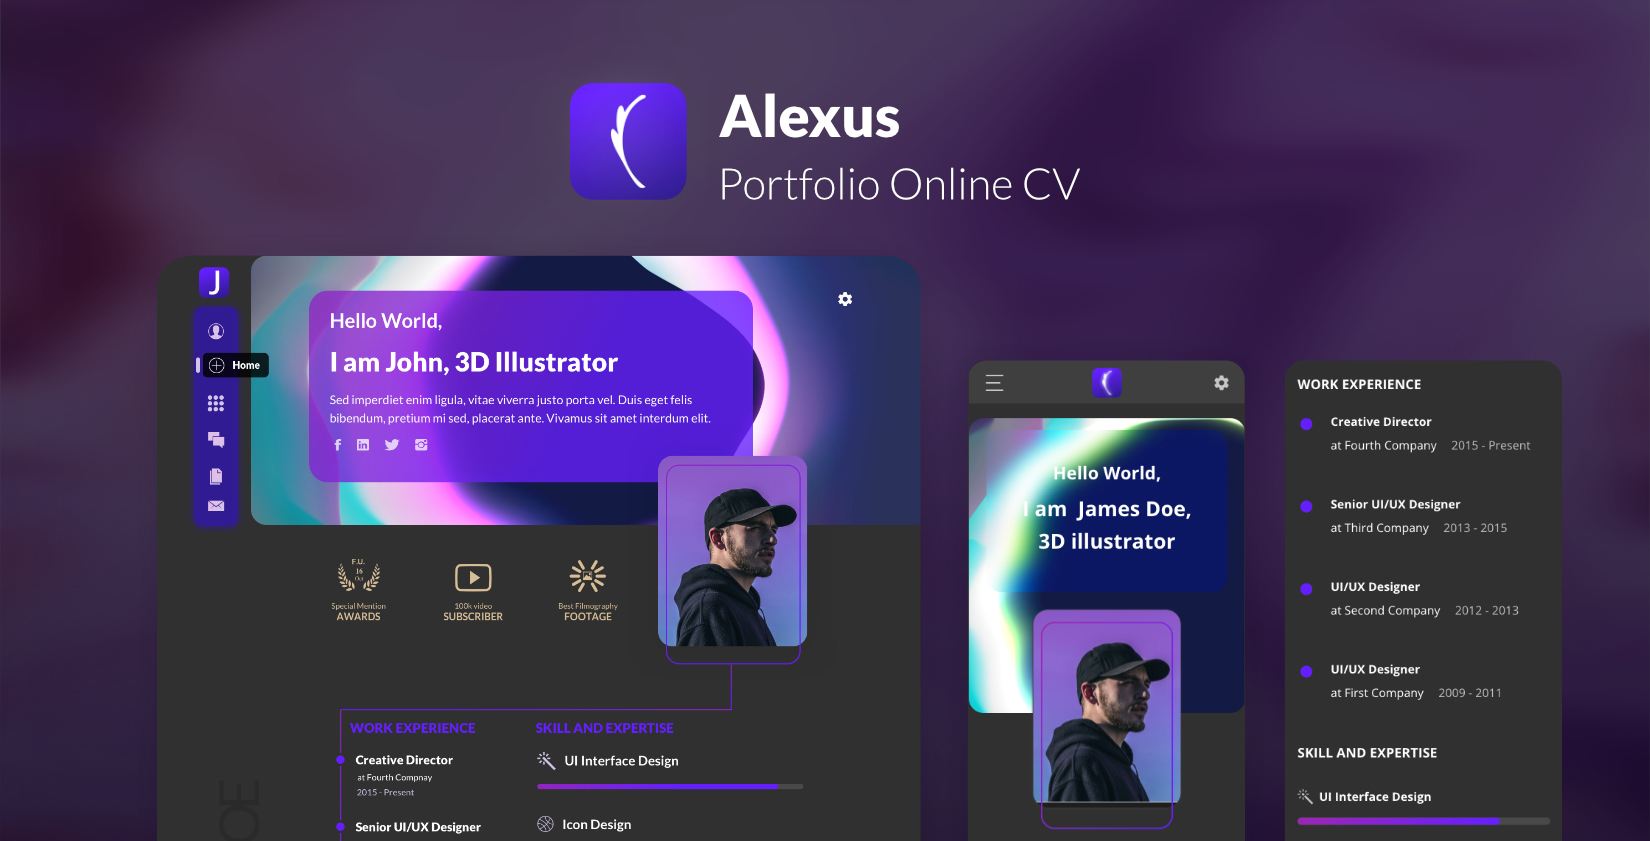 Alexus
Portfolio Online CV
J
Home
Hello World,
I am John, 3D Illustrator
Sed imperdiet enim ligula, vitae viverra justo porta vel. Duis eget felis
bibendum, pretium mi sed, placerat ante. Vivamus sit amet interdum elit.
F.U.
16
Oct
Special Mention
AWARDS
100k video
SUBSCRIBER
Best Filmography
FOOTAGE
WORK EXPERIENCE
Creative Director
at Fourth Compnay
2015 - Present
Senior UI/UX Designer
SKILL AND EXPERTISE
UI Interface Design
Icon Design
OE
Hello World,
I am James Doe,
3D illustrator
WORK EXPERIENCE
Creative Director
at Fourth Company 2015 - Present
Senior UI/UX Designer
at Third Company 2013 - 2015
UI/UX Designer
at Second Company 2012 - 2013
UI/UX Designer
at First Company 2009 - 2011
SKILL AND EXPERTISE
UI Interface Design